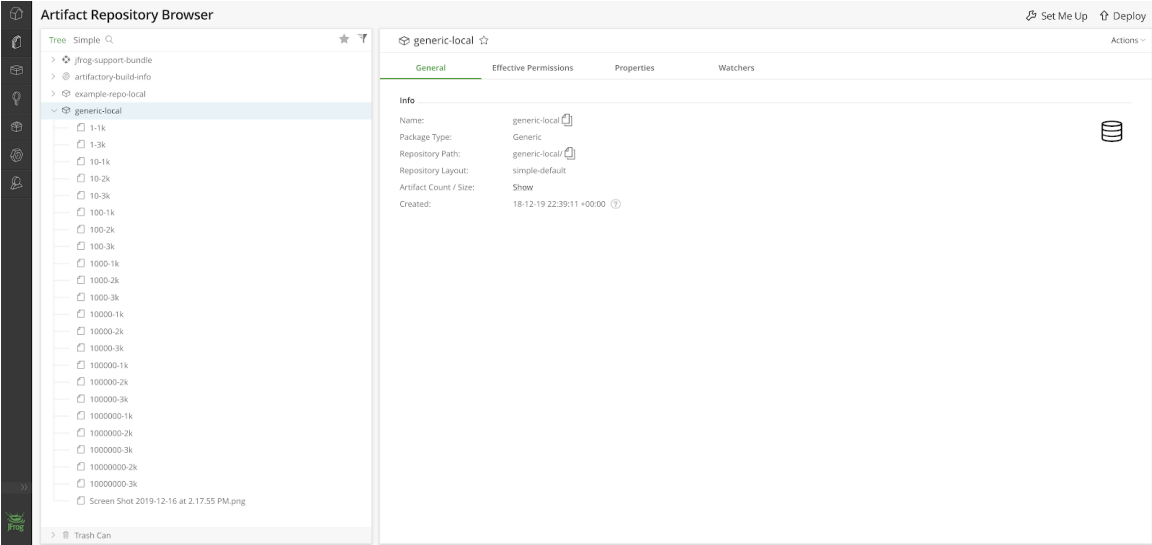 Artifact Repository Browser
Set Me Up Deploy
Tree Simple
jfrog-support-bundle
artifactory-build-info
example-repo-local
generic-local
1-1k
1-3k
10-1k
10-2k
10-3k
100-1k
100-2k
100-3k
1000-1k
1000-2k
1000-3k
10000-1k
10000-2k
10000-3k
100000-1k
100000-2k
100000-3k
1000000-1k
1000000-2k
1000000-3k
10000000-2k
10000000-3k
Screen Shot 2019-12-16 at 2.17.55 PM.png
Trash Can
JFrog
generic-local
Actions
General Effective Permissions Properties Watchers
Info
Name: generic-local
Package Type: Generic
Repository Path: generic-local/
Repository Layout: simple-default
Artifact Count / Size: Show
Created: 18-12-19 22:39:11 +00:00 ?